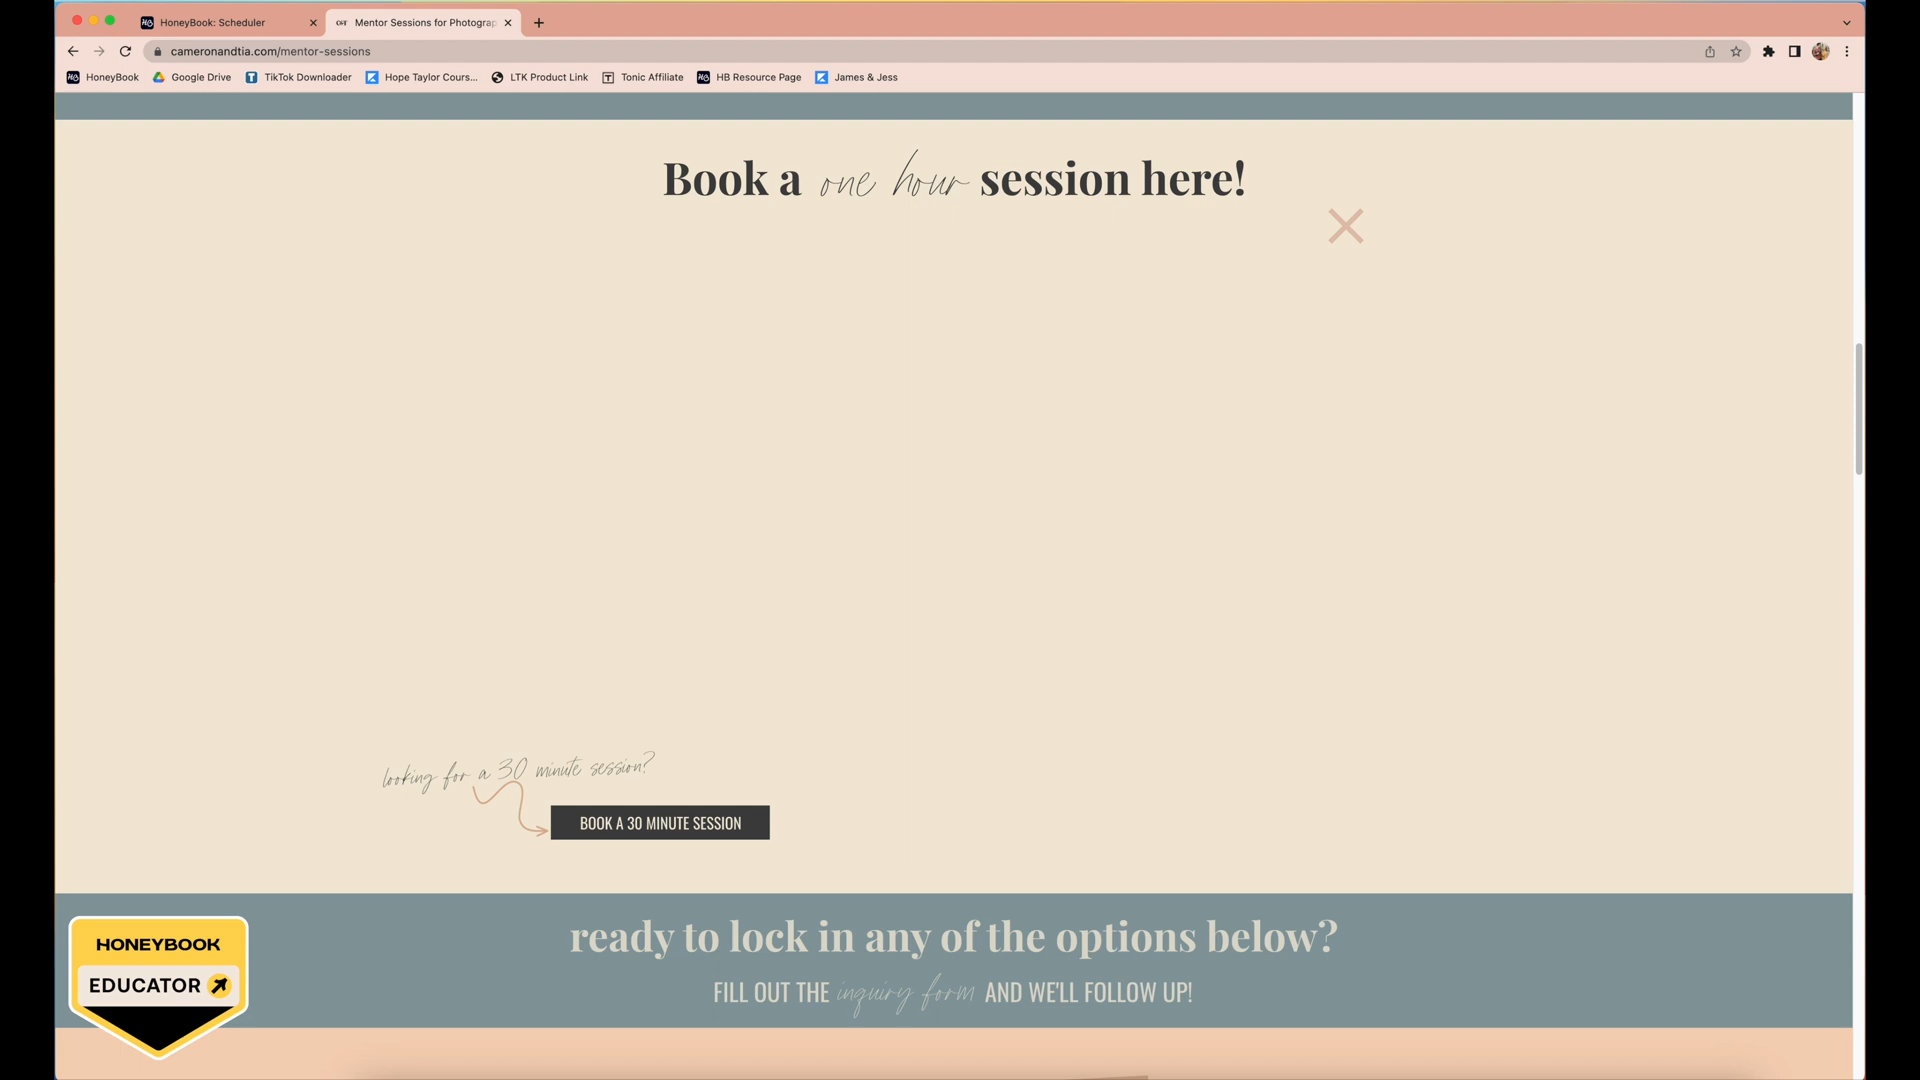 HoneyBook: Scheduler
CAT Mentor Sessions for Photograp
cameronandtia.com/mentor-sessions
HB HoneyBook Google Drive T TikTok Downloader Hope Taylor Cours... LTK Product Link T Tonic Affiliate HB HB Resource Page James & Jess
Book a one hour session here!
looking for a 30 minute session?
BOOK A 30 MINUTE SESSION
ready to lock in any of the options below?
FILL OUT THE inquiry form AND WE'LL FOLLOW UP!
HONEYBOOK
EDUCATOR